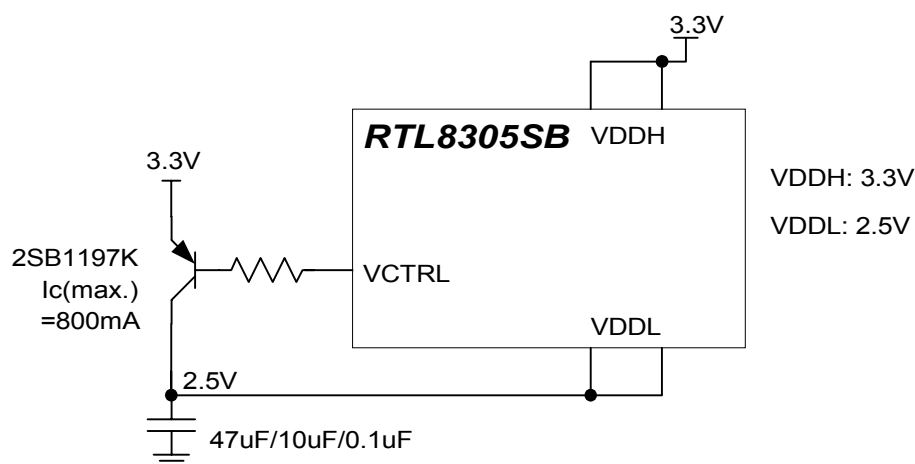 3.3V
RTL8305SB
VDDH
3.3V
VDDH: 3.3V
VDDL: 2.5V
2SB1197K
Ic(max.)
=800mA
VCTRL
VDDL
2.5V
47uF/10uF/0.1uF